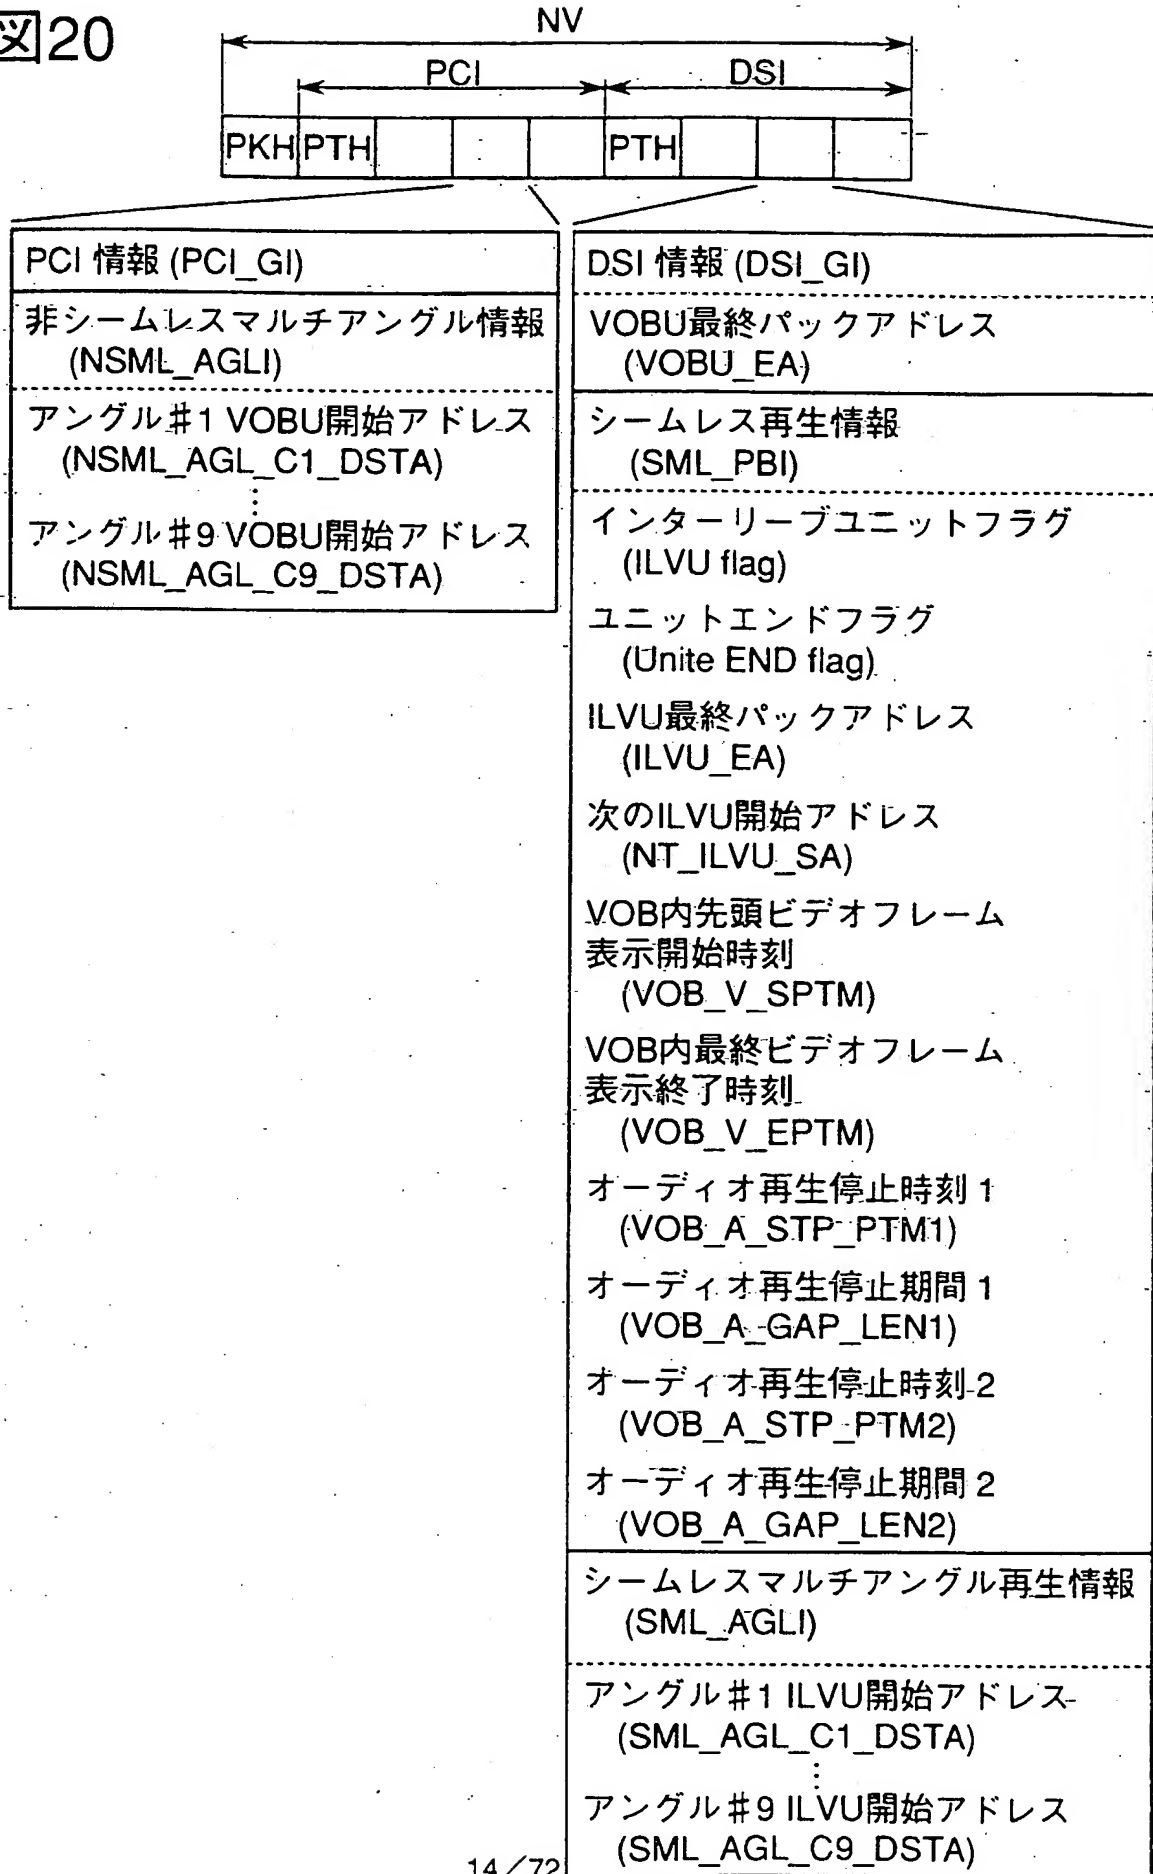 図20
NV
PCI DSI
PKH PTH PTH
PCI 情報 (PCI_GI)
非シームレスマルチアングル情報
(NSML_AGLI)
アングル#1 VOBU開始アドレス
(NSML_AGL_C1_DSTA)
⋮
アングル#9 VOBU開始アドレス
(NSML_AGL_C9_DSTA)
DSI 情報 (DSI_GI)
VOBU最終パックアドレス
(VOBU_EA)
シームレス再生情報
(SML_PBI)
インターリーブユニットフラグ
(ILVU flag)
ユニットエンドフラグ
(Unite END flag)
ILVU最終パックアドレス
(ILVU_EA)
次のILVU開始アドレス
(NT_ILVU_SA)
VOB内先頭ビデオフレーム
表示開始時刻
(VOB_V_SPTM)
VOB内最終ビデオフレーム
表示終了時刻
(VOB_V_EPTM)
オーディオ再生停止時刻 1
(VOB_A_STP_PTM1)
オーディオ再生停止期間 1
(VOB_A_GAP_LEN1)
オーディオ再生停止時刻 2
(VOB_A_STP_PTM2)
オーディオ再生停止期間 2
(VOB_A_GAP_LEN2)
シームレスマルチアングル再生情報
(SML_AGLI)
アングル#1 ILVU開始アドレス
(SML_AGL_C1_DSTA)
⋮
アングル#9 ILVU開始アドレス
(SML_AGL_C9_DSTA)
14/72